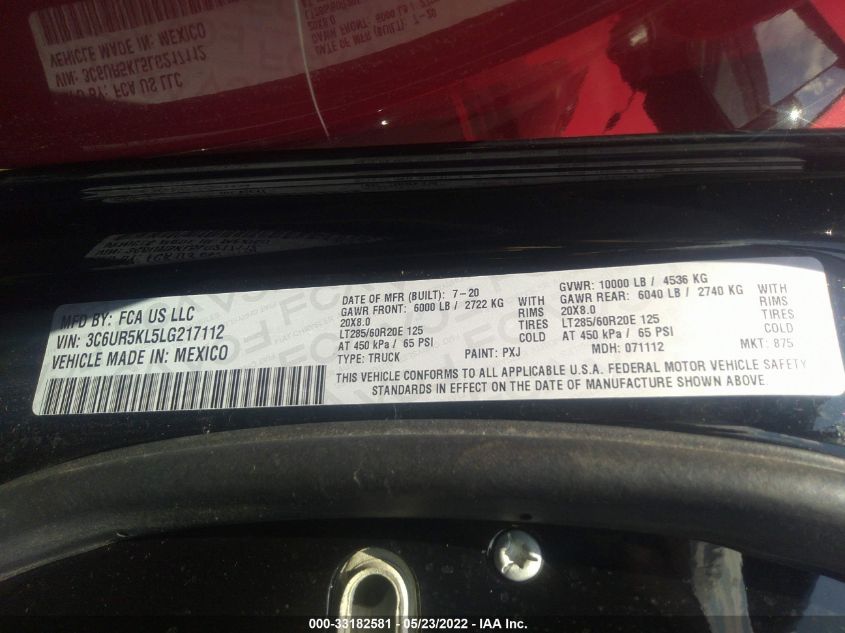 MFD BY: FCA US LLC
VIN: 3C6UR5KL5LG217112
VEHICLE MADE IN: MEXICO
DATE OF MFR (BUILT): 7-20
GAWR FRONT: 6000 LB / 2722 KG WITH
20X8.0 RIMS
LT285/60R20E 125 TIRES
AT 450 kPa / 65 PSI COLD
TYPE: TRUCK PAINT: PXJ
GVWR: 10000 LB / 4536 KG
GAWR REAR: 6040 LB / 2740 KG WITH
20X8.0 RIMS
LT285/60R20E 125 TIRES
AT 450 kPa / 65 PSI COLD
MDH: 071112 MKT: 875
THIS VEHICLE CONFORMS TO ALL APPLICABLE U.S.A. FEDERAL MOTOR VEHICLE SAFETY
STANDARDS IN EFFECT ON THE DATE OF MANUFACTURE SHOWN ABOVE.
000-33182581 - 05/23/2022 - www.iaai.com